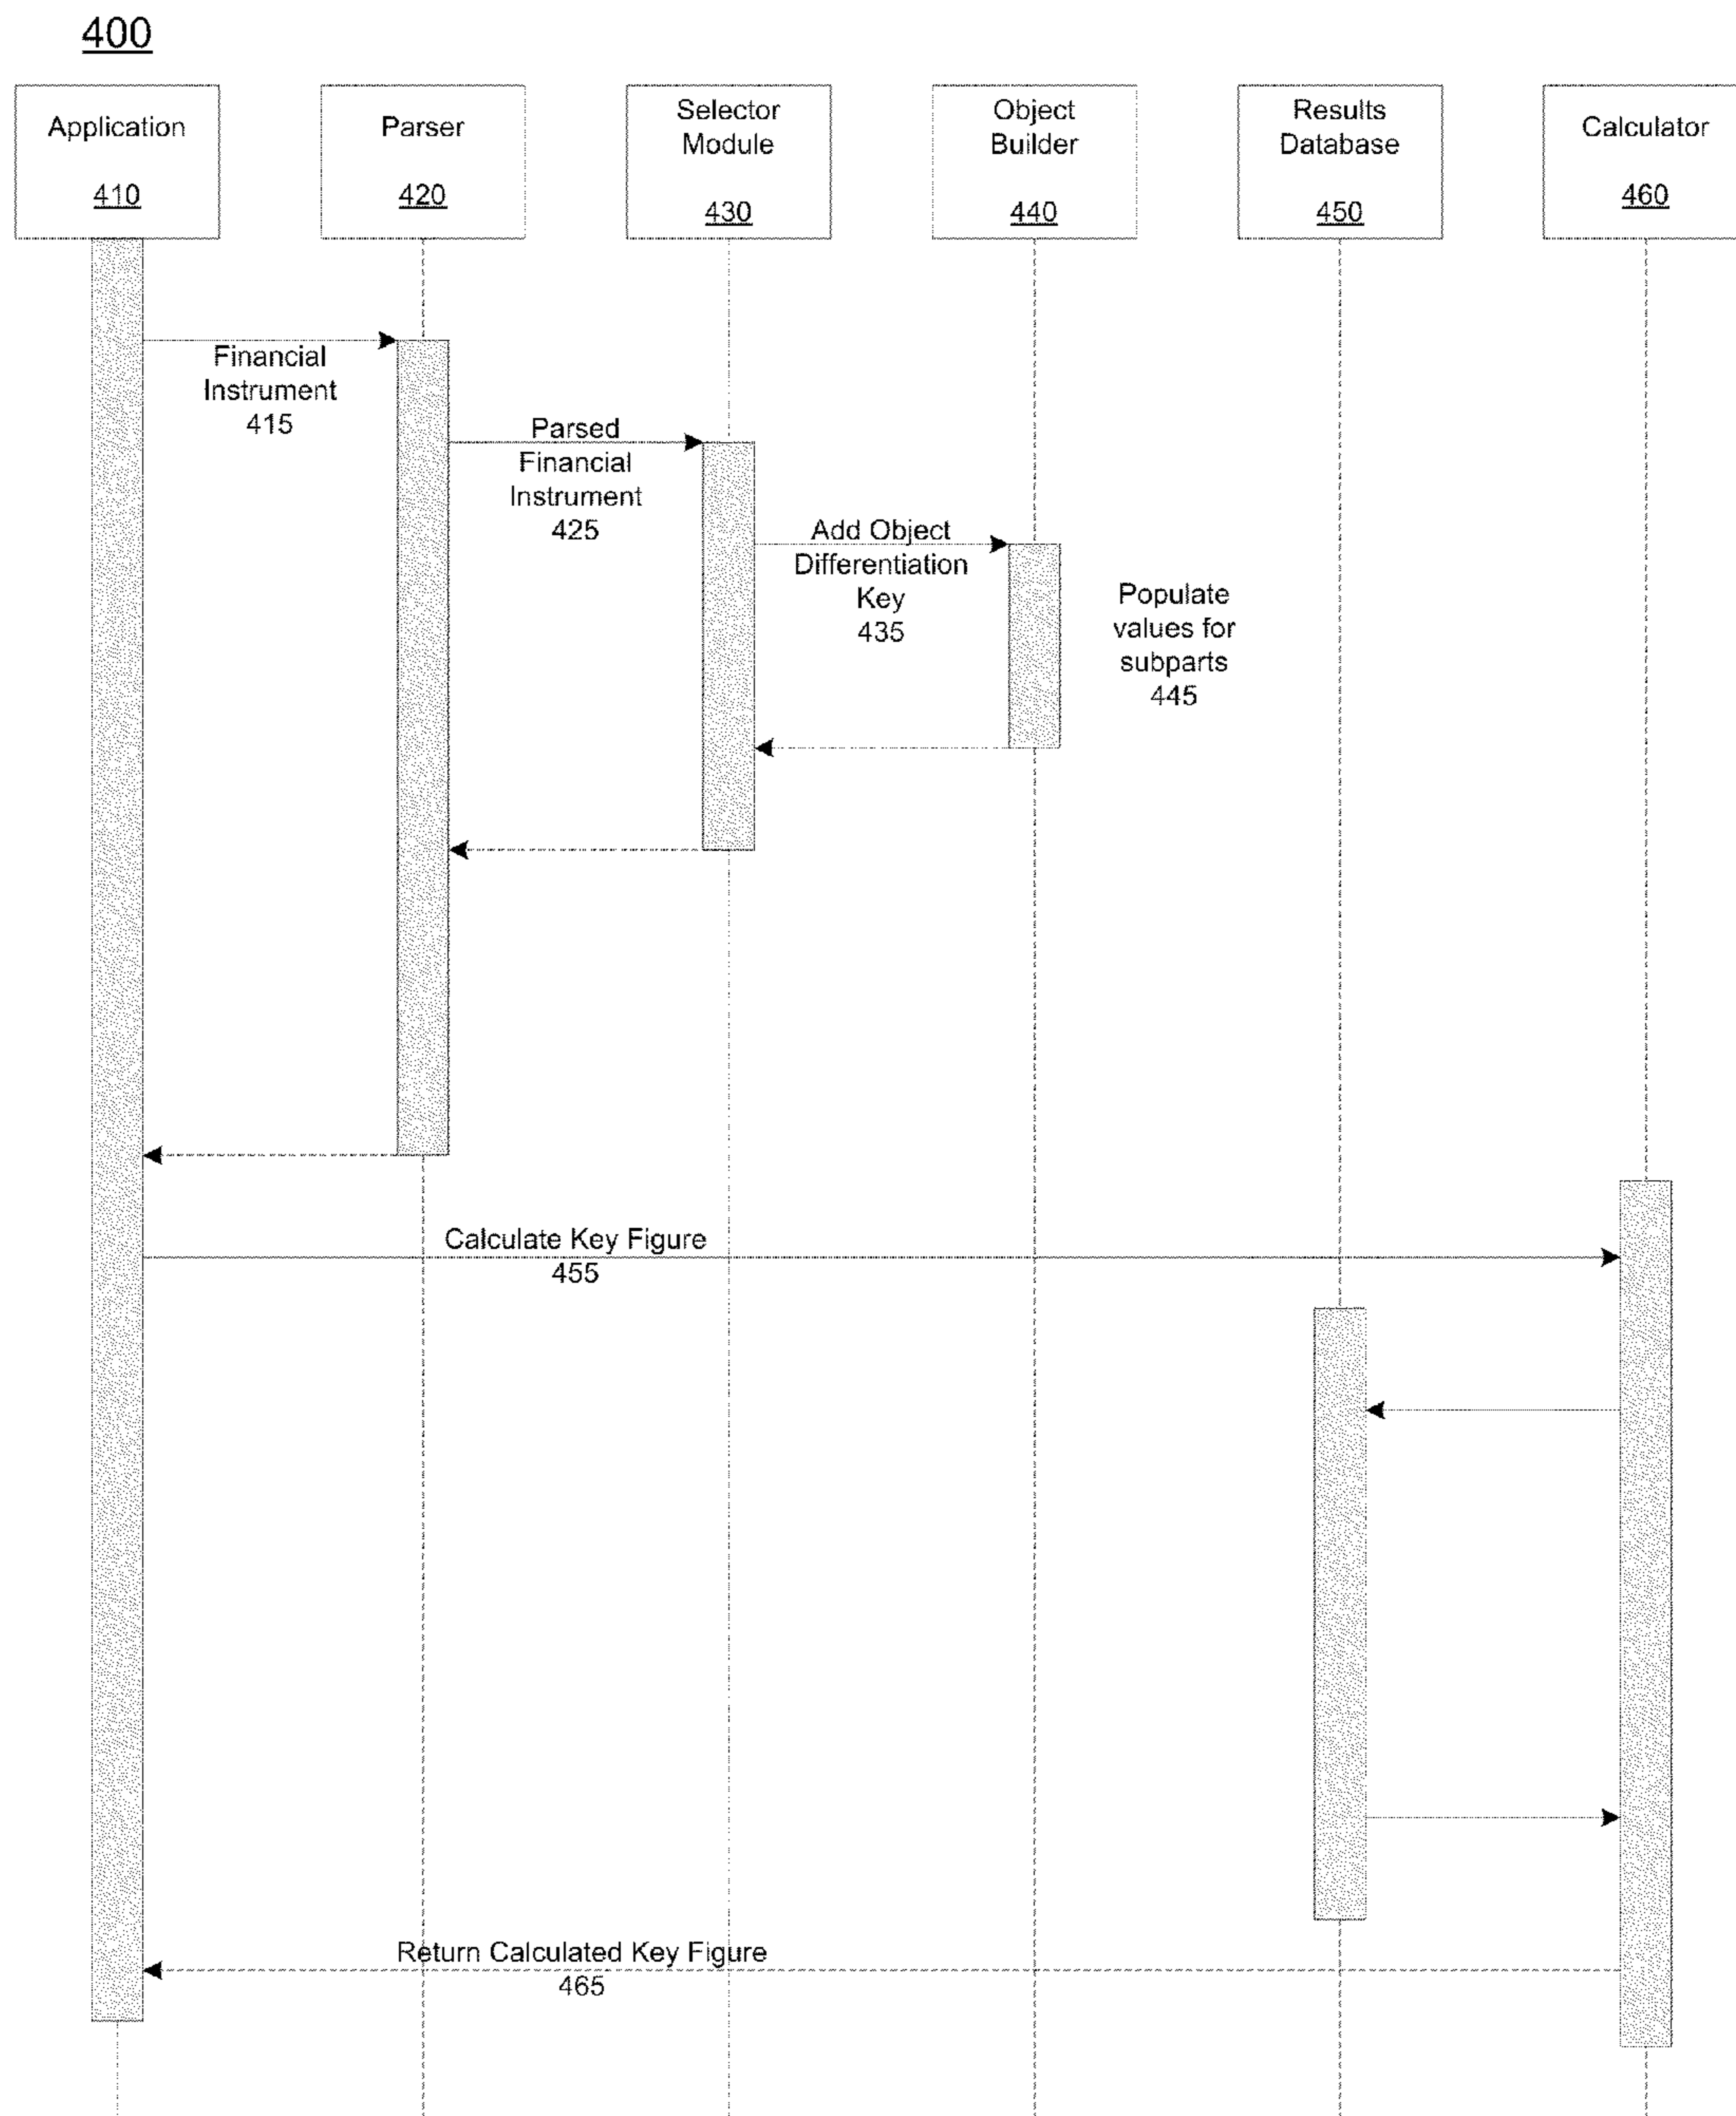 400
Application
410
Parser
420
Selector
Module
430
Object
Builder
440
Results
Database
450
Calculator
460
Financial
Instrument
415
Parsed
Financial
Instrument
425
Add Object
Differentiation
Key
435
Populate
values for
subparts
445
Calculate Key Figure
455
Return Calculated Key Figure
465